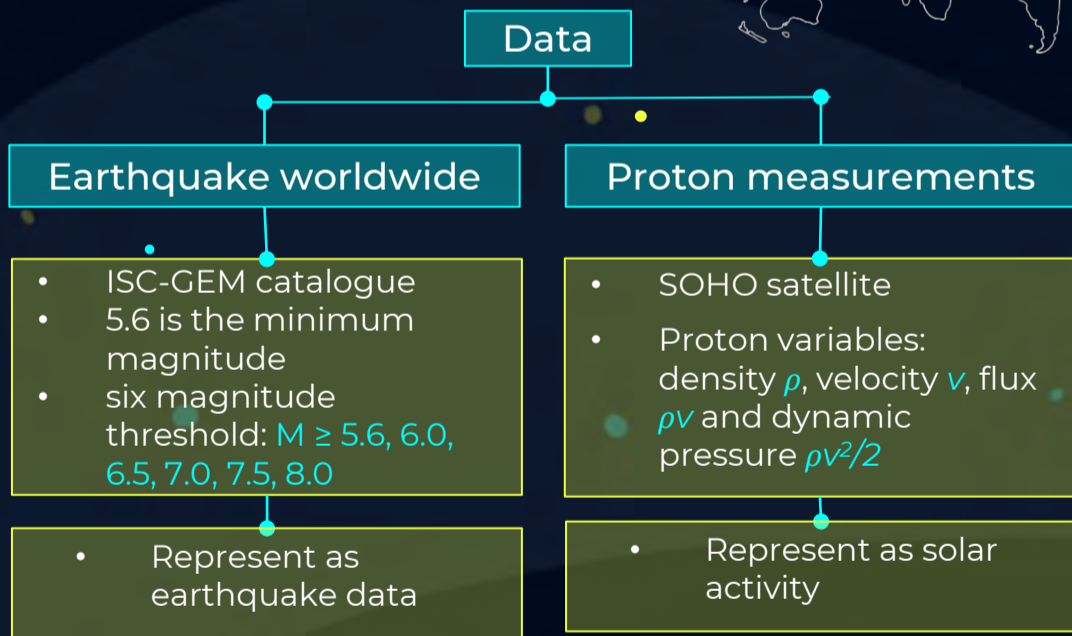 Data
Earthquake worldwide
• ISC-GEM catalogue
• 5.6 is the minimum
magnitude
• six magnitude
threshold: M ≥ 5.6, 6.0,
6.5, 7.0, 7.5, 8.0
• Represent as
earthquake data
Proton measurements
• SOHO satellite
• Proton variables:
density ρ, velocity v, flux
ρv and dynamic
pressure ρv²/2
• Represent as solar
activity